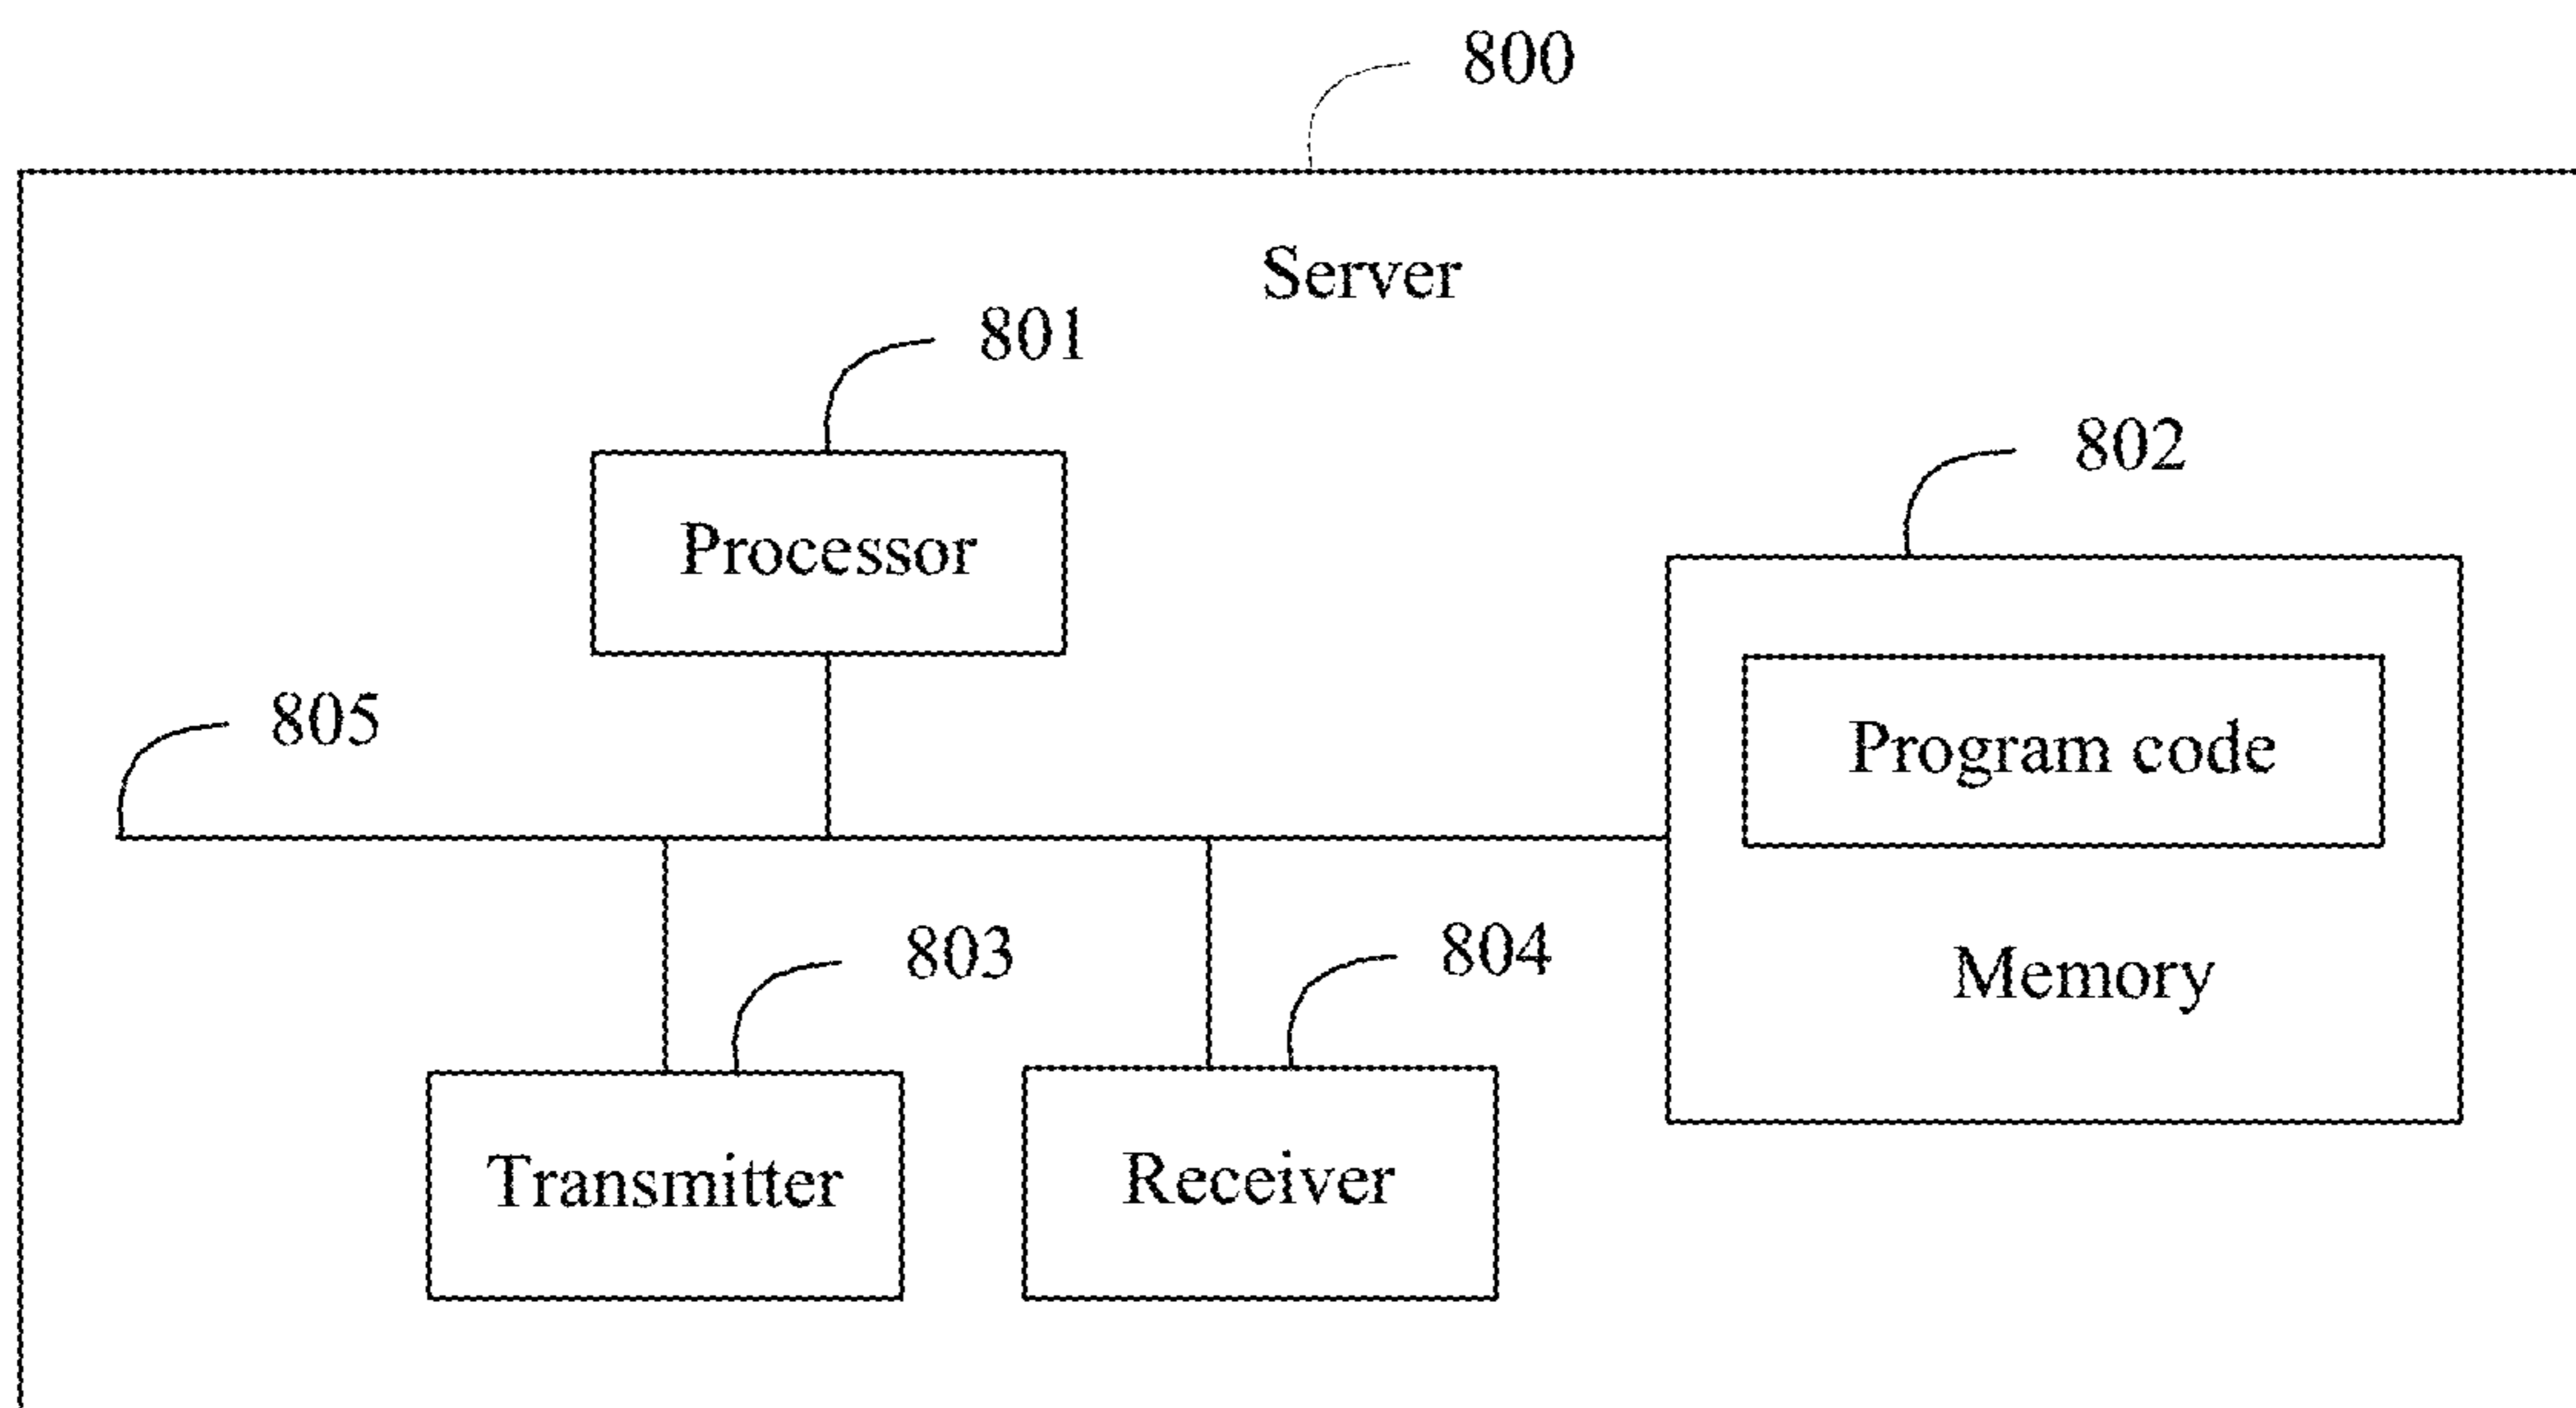 800
Server
801
Processor
802
805
Program code
803
804
Memory
Transmitter
Receiver